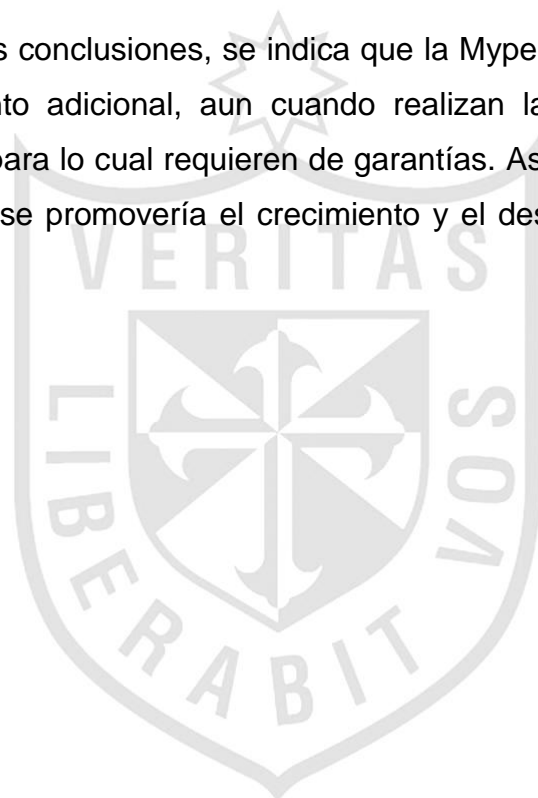 s conclusiones, se indica que la Mype
nto adicional, aun cuando realizan la
para lo cual requieren de garantías. As
se promovería el crecimiento y el des
VERITAS
LIBERABIT
VOS